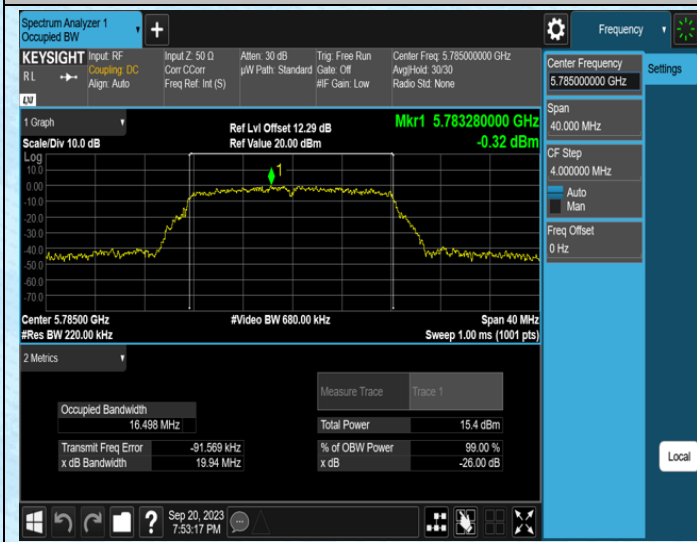 Spectrum Analyzer 1
Occupied BW
Frequency
KEYSIGHT
Input: RF
Input Z: 50 Ω
Atten: 30 dB
Trig: Free Run
Center Freq: 5.785000000 GHz
RL
Coupling: DC
Corr CCorr
µW Path: Standard
Gate: Off
Avg|Hold: 30/30
Align: Auto
Freq Ref: Int (S)
#IF Gain: Low
Radio Std: None
LXI
Center Frequency
5.785000000 GHz
Settings
Span
40.000 MHz
CF Step
4.000000 MHz
Auto
Man
Freq Offset
0 Hz
Local
1 Graph
Ref Lvl Offset 12.29 dB
Mkr1 5.783280000 GHz
Scale/Div 10.0 dB
Ref Value 20.00 dBm
-0.32 dBm
Log
1
10.0
0.00
-10.0
-20.0
-30.0
-40.0
-50.0
-60.0
-70.0
Center 5.78500 GHz
#Video BW 680.00 kHz
Span 40 MHz
#Res BW 220.00 kHz
Sweep 1.00 ms (1001 pts)
2 Metrics
Measure Trace
Trace 1
Occupied Bandwidth
16.498 MHz
Total Power
15.4 dBm
Transmit Freq Error
-91.569 kHz
% of OBW Power
99.00 %
x dB Bandwidth
19.94 MHz
x dB
-26.00 dB
?
Sep 20, 2023
7:53:17 PM